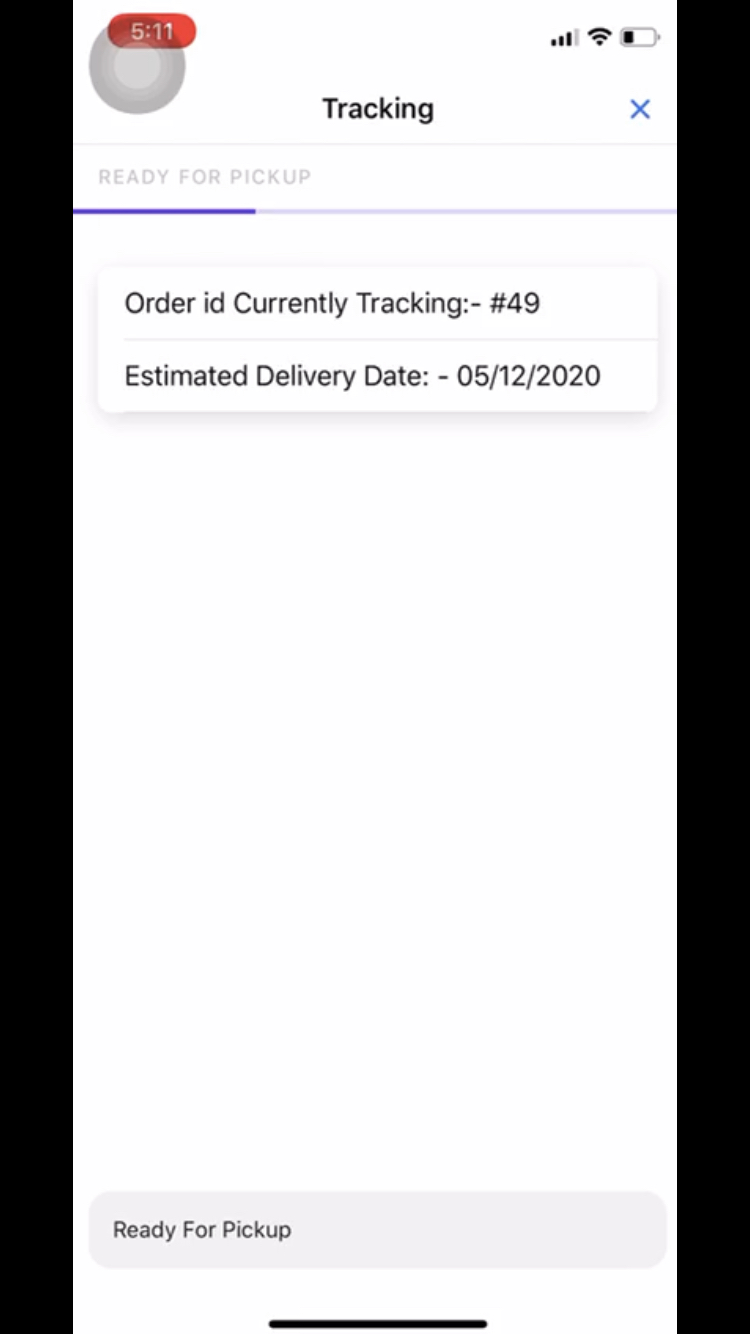 5:11
Tracking
READY FOR PICKUP
Order id Currently Tracking:- #49
Estimated Delivery Date: - 05/12/2020
Ready For Pickup